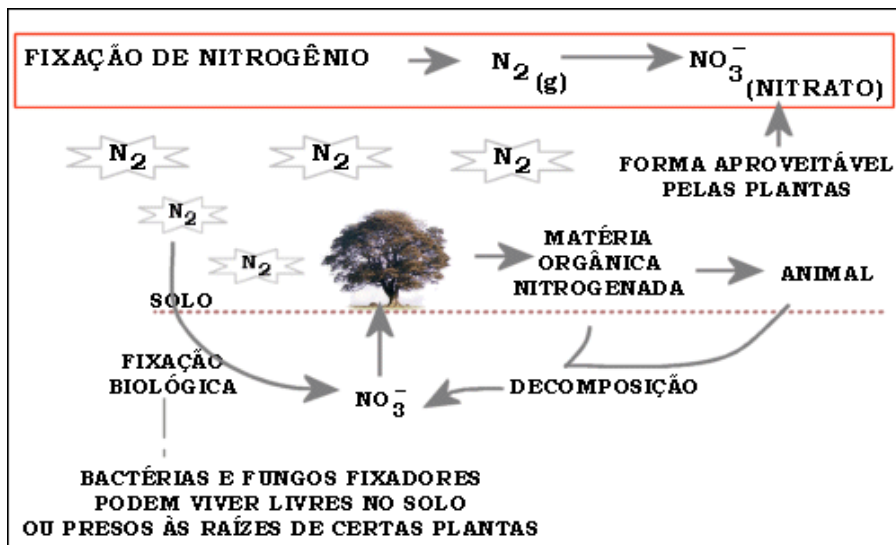 FIXAÇÃO DE NITROGÊNIO
N2(g)
NO3−
(NITRATO)
N2
N2
N2
FORMA APROVEITÁVEL
PELAS PLANTAS
N2
N2
MATÉRIA
ORGÂNICA
NITROGENADA
ANIMAL
SOLO
FIXAÇÃO
BIOLÓGICA
NO3−
DECOMPOSIÇÃO
BACTÉRIAS E FUNGOS FIXADORES
PODEM VIVER LIVRES NO SOLO
OU PRESOS ÀS RAÍZES DE CERTAS PLANTAS